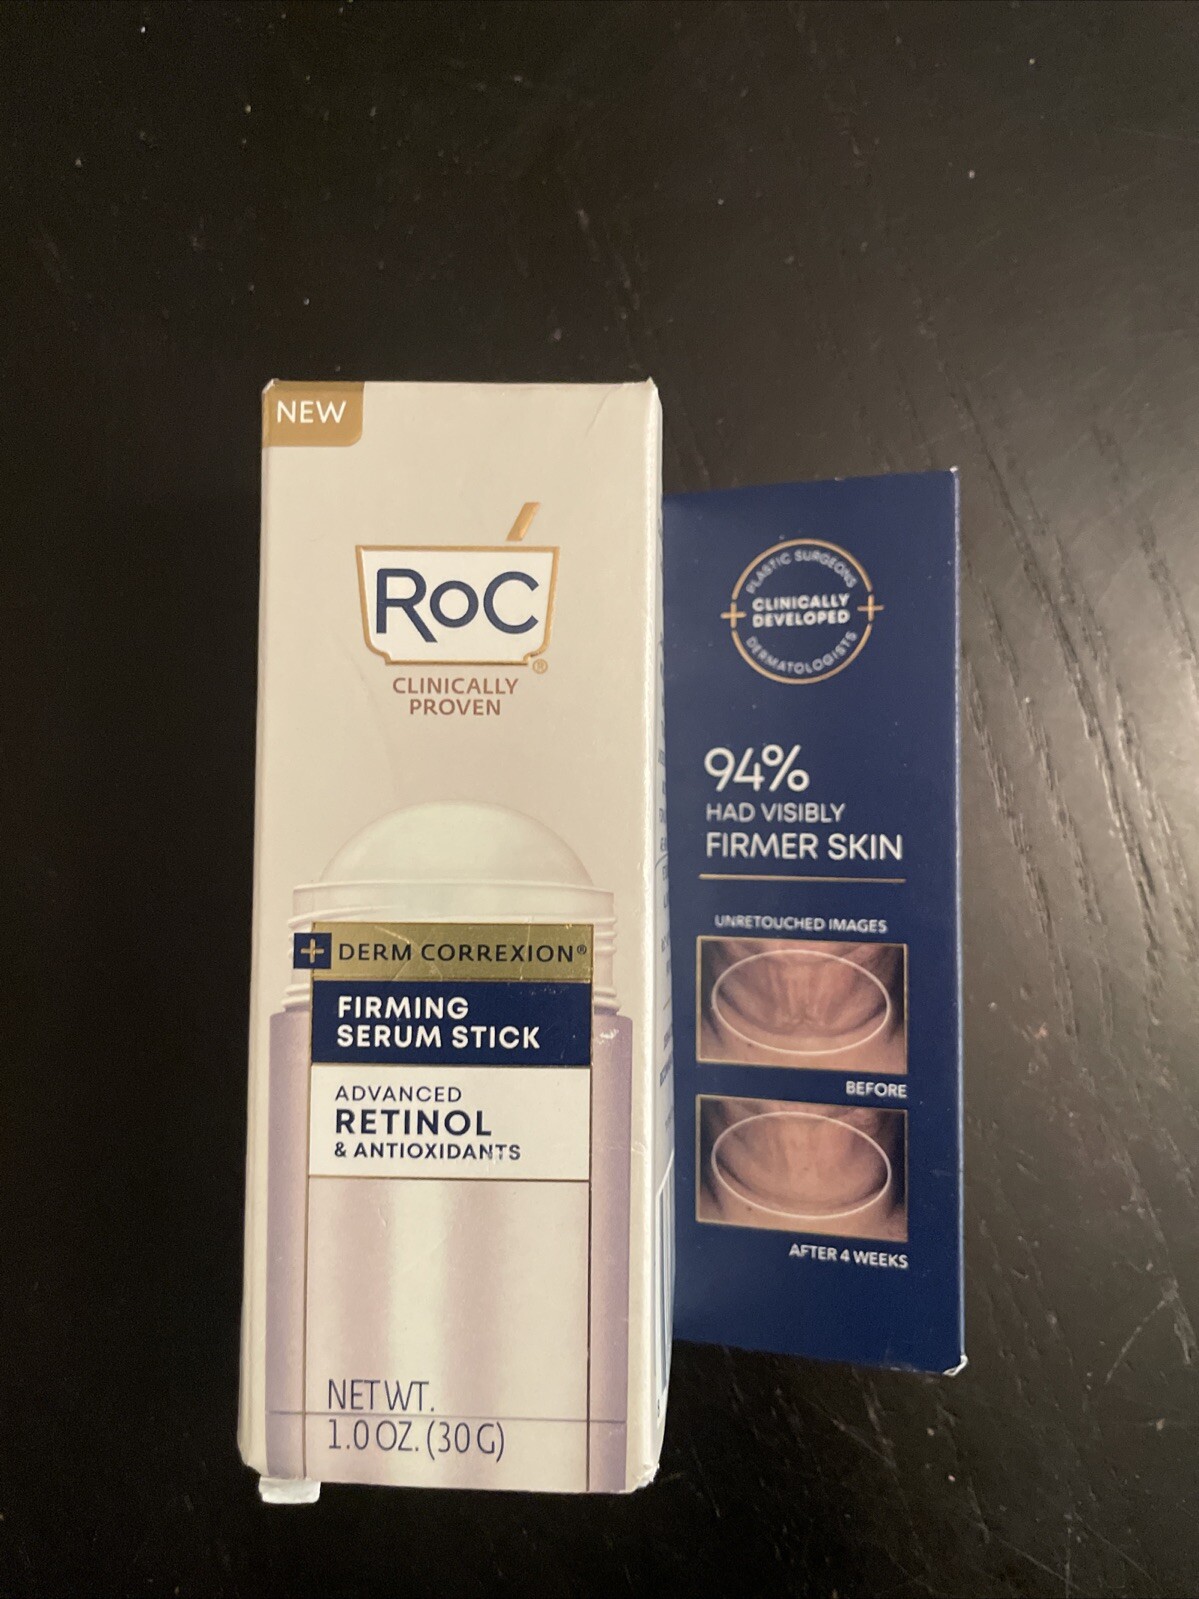 NEW
RoC®
CLINICALLY
PROVEN
+ DERM CORREXION®
FIRMING
SERUM STICK
ADVANCED
RETINOL
& ANTIOXIDANTS
NET WT.
1.0 OZ. (30 G)
PLASTIC SURGEONS
CLINICALLY
DEVELOPED
DERMATOLOGISTS
94%
HAD VISIBLY
FIRMER SKIN
UNRETOUCHED IMAGES
BEFORE
AFTER 4 WEEKS